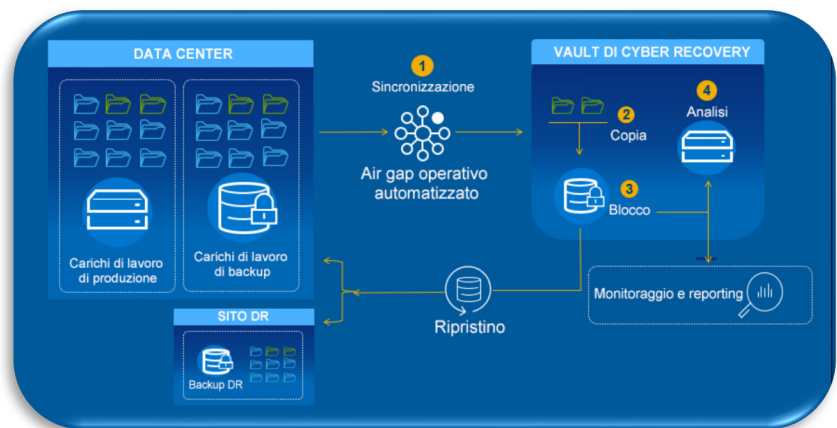 DATA CENTER
Carichi di lavoro
di produzione
Carichi di lavoro
di backup
1
Sincronizzazione
Air gap operativo
automatizzato
VAULT DI CYBER RECOVERY
2
Copia
4
Analisi
3
Blocco
Monitoraggio e reporting
Ripristino
SITO DR
Backup DR